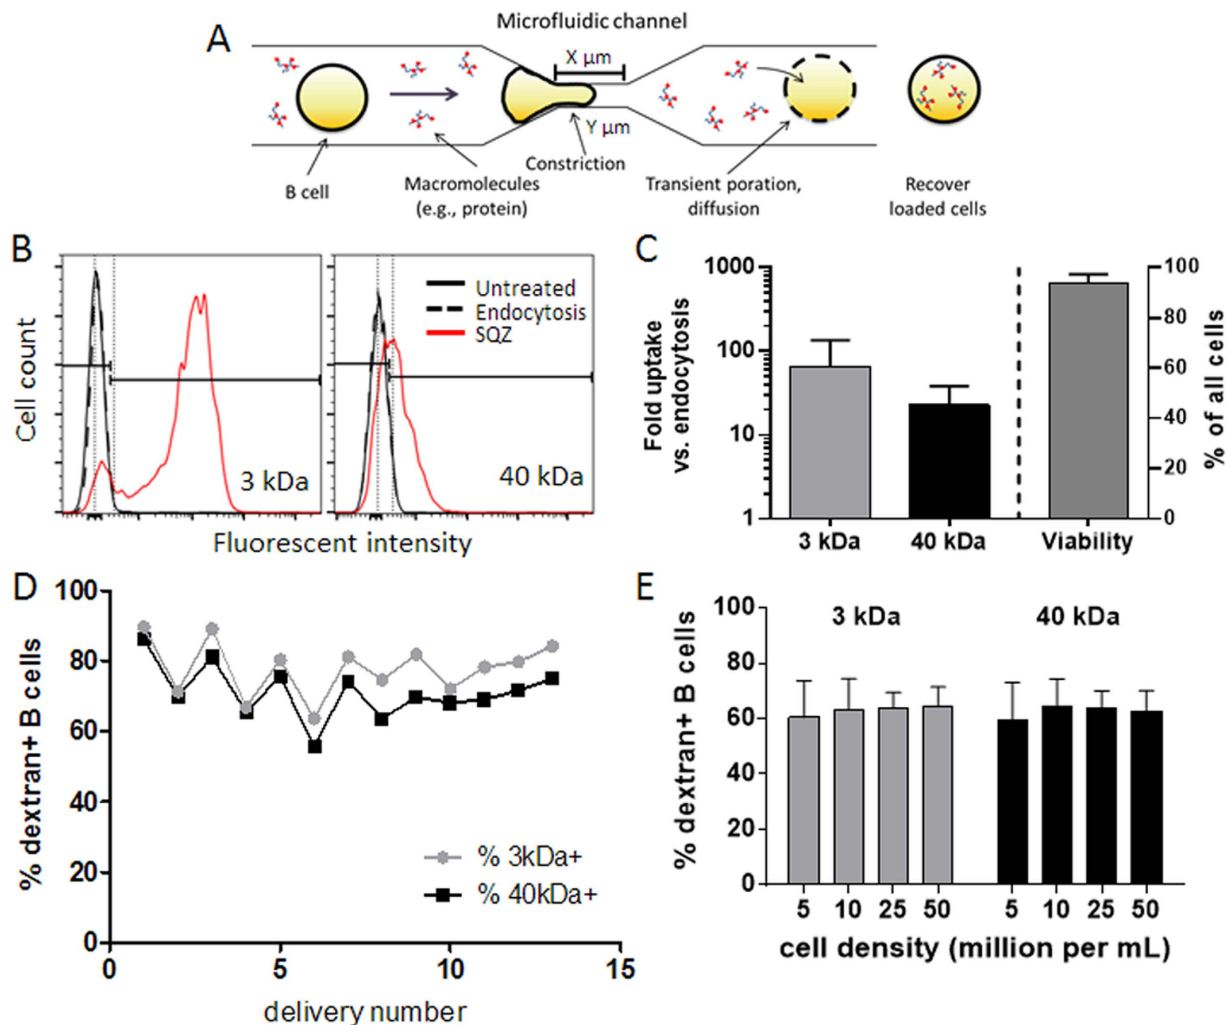 A
Microfluidic channel
X µm
Y µm
Constriction
B cell
Macromolecules
(e.g., protein)
Transient poration,
diffusion
Recover
loaded cells
B
Cell count
Untreated
Endocytosis
SQZ
3 kDa
40 kDa
Fluorescent intensity
C
Fold uptake
vs. endocytosis
1000
100
10
1
100
80
60
40
20
0
% of all cells
3 kDa
40 kDa
Viability
D
% dextran+ B cells
100
80
60
40
20
0
% 3kDa+
% 40kDa+
0
5
10
15
delivery number
E
% dextran+ B cells
100
80
60
40
20
0
3 kDa
40 kDa
5 10 25 50 5 10 25 50
cell density (million per mL)